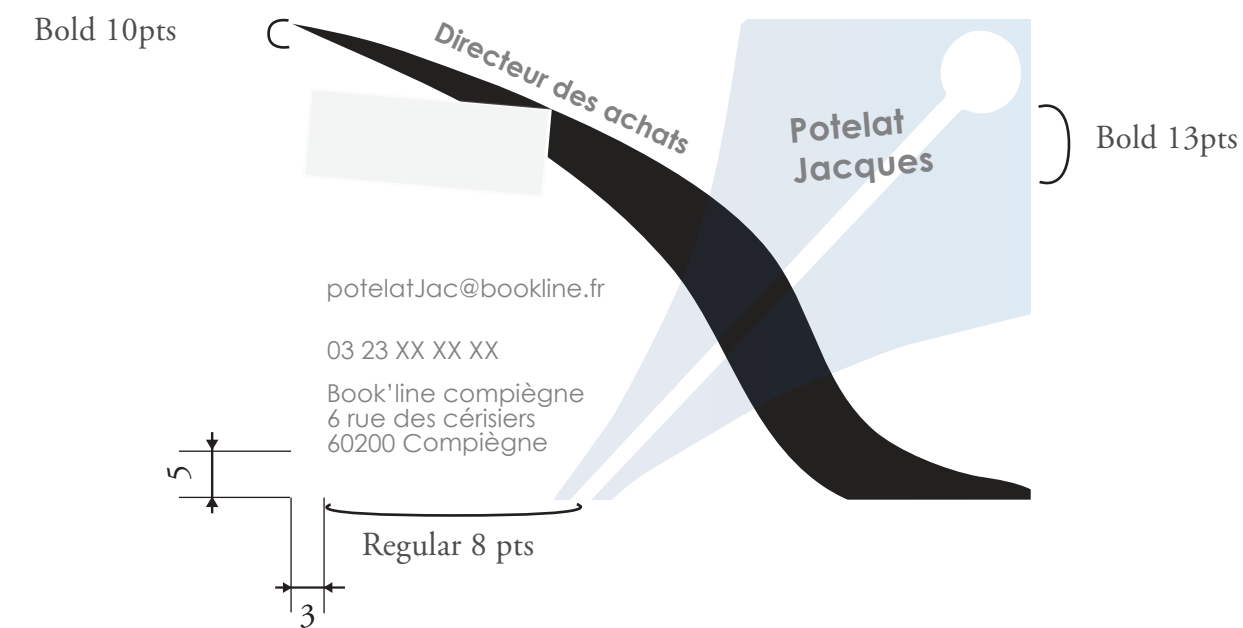 Bold 10pts
Directeur des achats
Potelat
Jacques
Bold 13pts
potelatJac@bookline.fr
03 23 XX XX XX
Book'line compiègne
6 rue des cérisiers
60200 Compiègne
5
Regular 8 pts
3